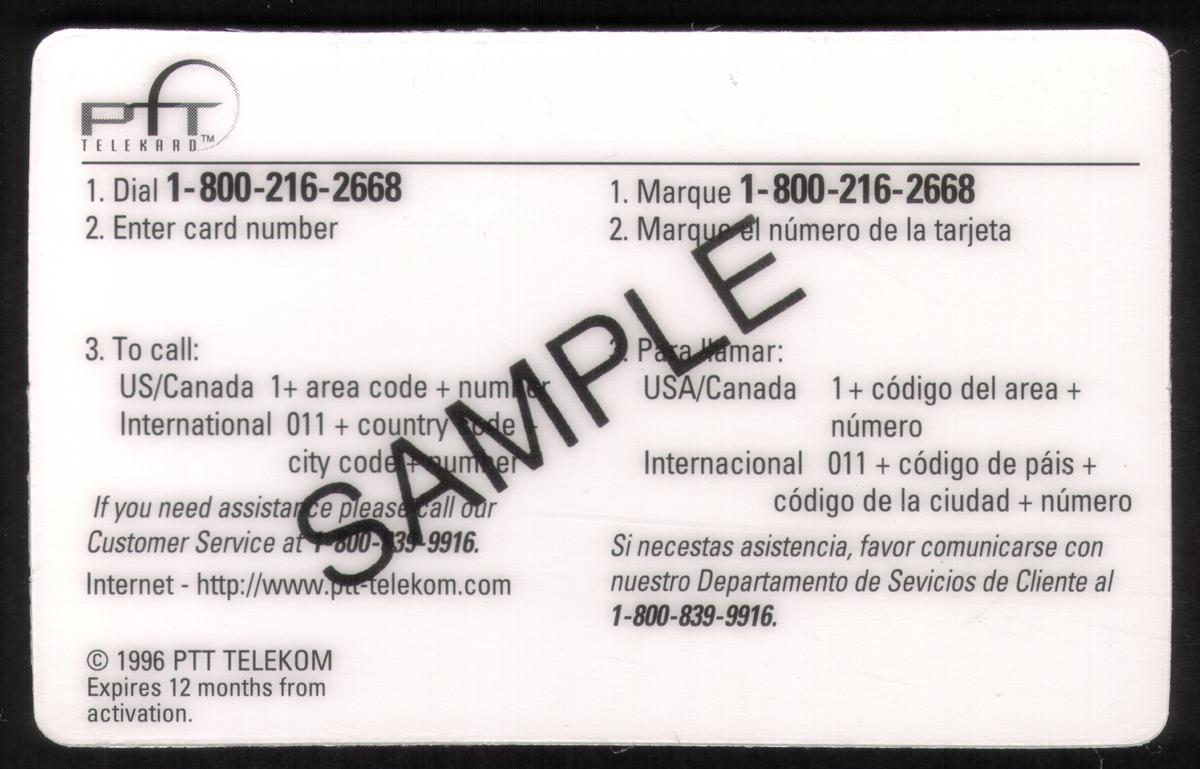 PTT
TELEKARD™
1. Dial 1-800-216-2668
2. Enter card number
3. To call:
US/Canada 1+ area code + number
International 011 + country code +
city code + number
If you need assistance please call our
Customer Service at 1-800-839-9916.
Internet - http://www.ptt-telekom.com
© 1996 PTT TELEKOM
Expires 12 months from
activation.
1. Marque 1-800-216-2668
2. Marque el número de la tarjeta
3. Para llamar:
USA/Canada 1+ código del area +
número
Internacional 011 + código de páis +
código de la ciudad + número
Si necestas asistencia, favor comunicarse con
nuestro Departamento de Sevicios de Cliente al
1-800-839-9916.
SAMPLE